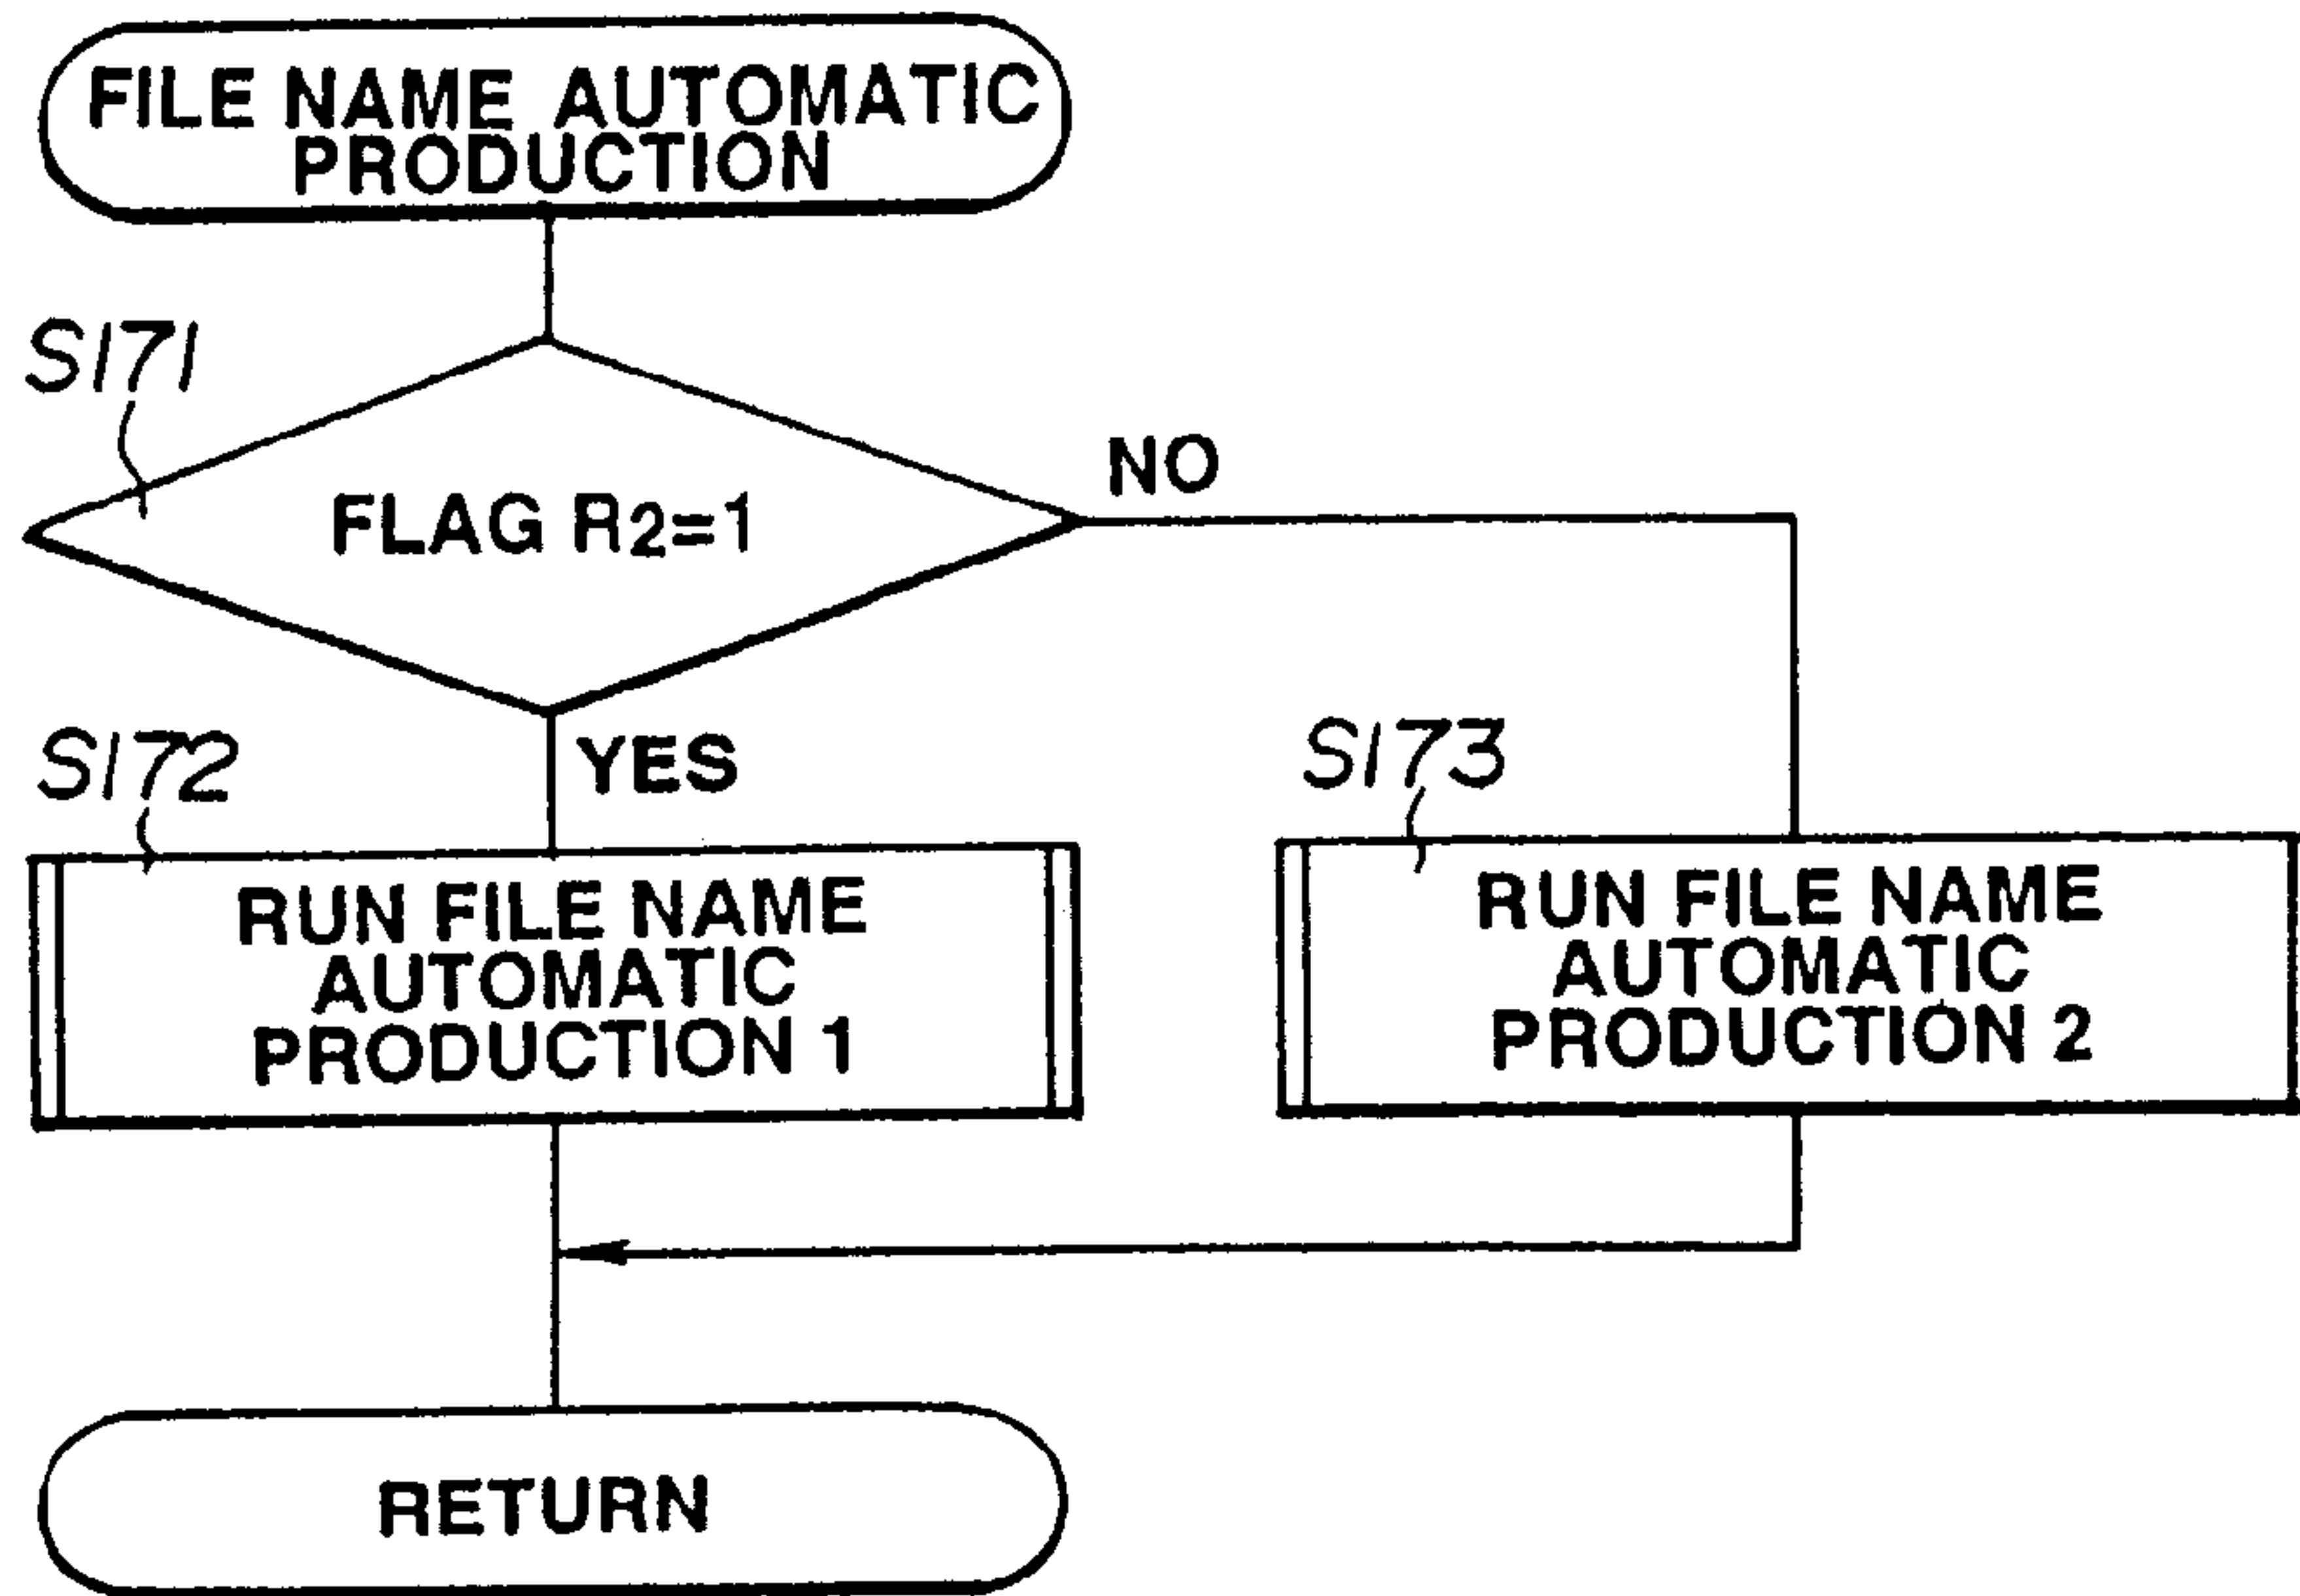 FILE NAME AUTOMATIC
PRODUCTION
S171
NO
FLAG R2=1
S172
YES
S173
RUN FILE NAME
AUTOMATIC
PRODUCTION 1
RUN FILE NAME
AUTOMATIC
PRODUCTION 2
RETURN